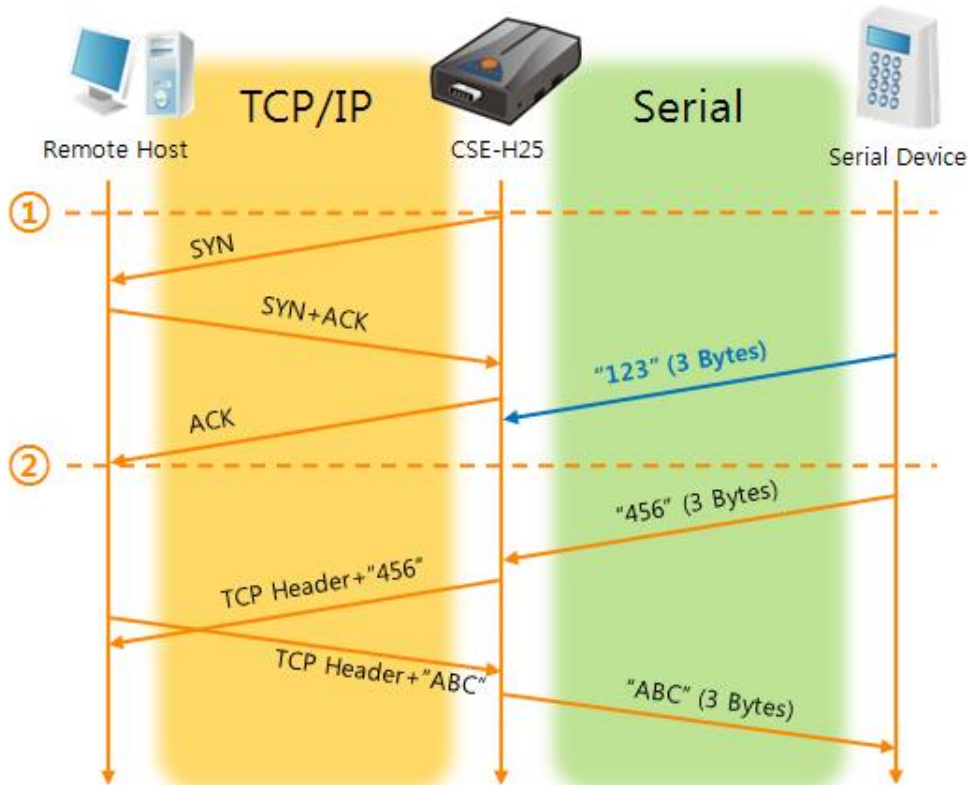 TCP/IP
Serial
Remote Host
CSE-H25
Serial Device
①
SYN
SYN+ACK
"123" (3 Bytes)
ACK
②
"456" (3 Bytes)
TCP Header+"456"
TCP Header+"ABC"
"ABC" (3 Bytes)